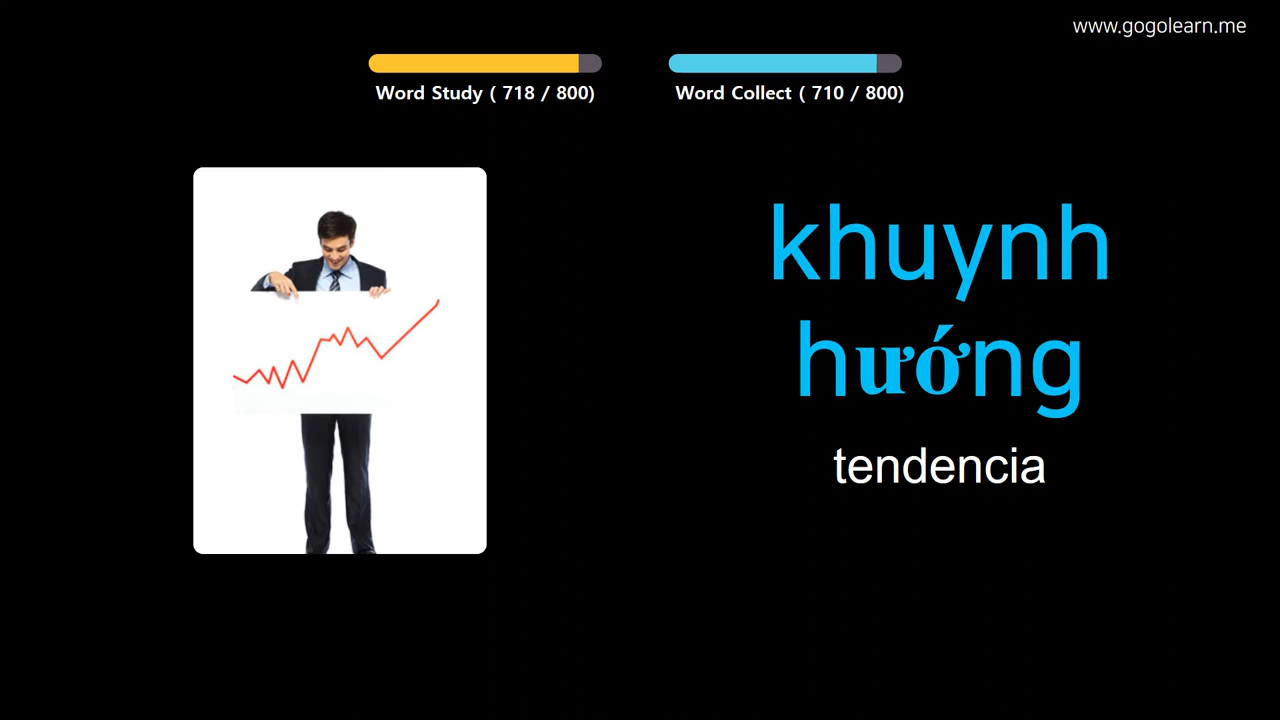 www.gogolearn.me
Word Study ( 718 / 800)
Word Collect ( 710 / 800)
khuynh
hướng
tendencia